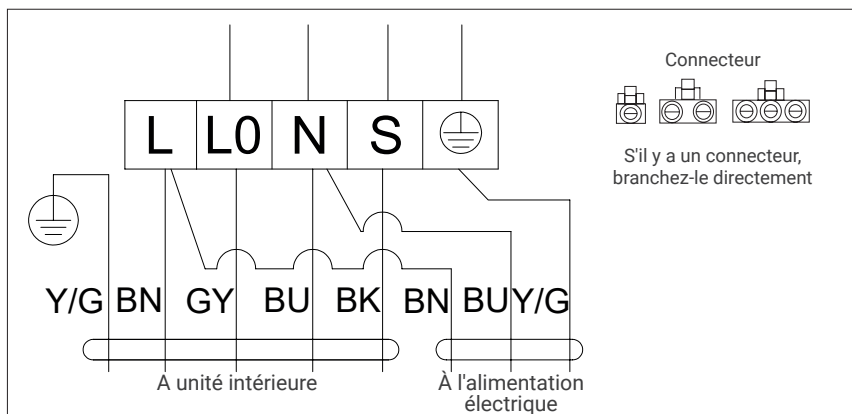 Connecteur
L L0 N S
S'il y a un connecteur,
branchez-le directement
Y/G BN GY BU BK BN BU Y/G
A unité intérieure
À l'alimentation
électrique